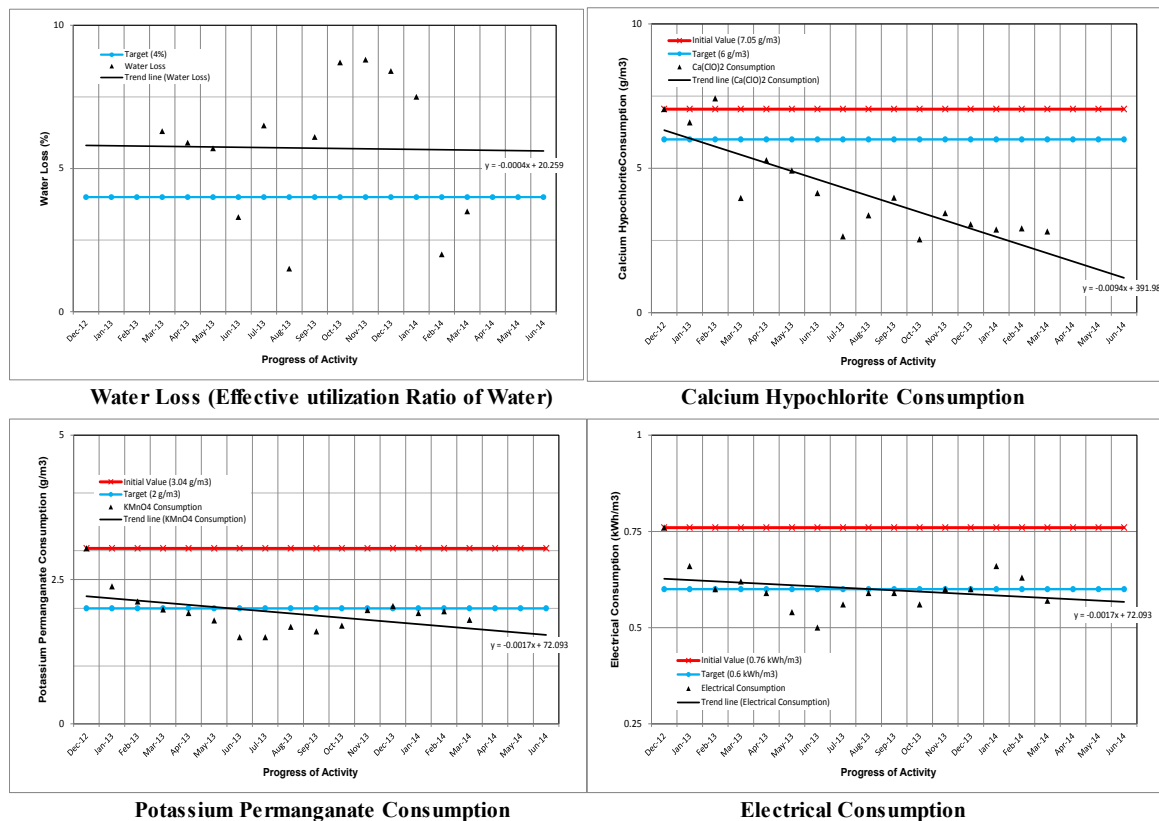 10
Target (4%)
Water Loss
Trend line (Water Loss)
Water Loss (%)
5
y = -0.0004x + 20.259
0
Dec-12
Jan-13
Feb-13
Mar-13
Apr-13
May-13
Jun-13
Jul-13
Aug-13
Sep-13
Oct-13
Nov-13
Dec-13
Jan-14
Feb-14
Mar-14
Apr-14
May-14
Jun-14
Progress of Activity
Water Loss (Effective utilization Ratio of Water)
10
Initial Value (7.05 g/m3)
Target (6 g/m3)
Ca(ClO)2 Consumption
Trend line (Ca(ClO)2 Consumption)
Calcium HypochloriteConsumption (g/m3)
5
y = -0.0094x + 391.98
0
Dec-12
Jan-13
Feb-13
Mar-13
Apr-13
May-13
Jun-13
Jul-13
Aug-13
Sep-13
Oct-13
Nov-13
Dec-13
Jan-14
Feb-14
Mar-14
Apr-14
May-14
Jun-14
Progress of Activity
Calcium Hypochlorite Consumption
5
Initial Value (3.04 g/m3)
Target (2 g/m3)
KMnO4 Consumption
Trend line (KMnO4 Consumption)
Potassium Permanganate Consumption (g/m3)
2.5
y = -0.0017x + 72.093
0
Dec-12
Jan-13
Feb-13
Mar-13
Apr-13
May-13
Jun-13
Jul-13
Aug-13
Sep-13
Oct-13
Nov-13
Dec-13
Jan-14
Feb-14
Mar-14
Apr-14
May-14
Jun-14
Progress of Activity
Potassium Permanganate Consumption
1
0.75
Electrical Consumption (kWh/m3)
y = -0.0017x + 72.093
0.5
Initial Value (0.76 kWh/m3)
Target (0.6 kWh/m3)
Electrical Consumption
Trend line (Electrical Consumption)
0.25
Dec-12
Jan-13
Feb-13
Mar-13
Apr-13
May-13
Jun-13
Jul-13
Aug-13
Sep-13
Oct-13
Nov-13
Dec-13
Jan-14
Feb-14
Mar-14
Apr-14
May-14
Jun-14
Progress of Activity
Electrical Consumption